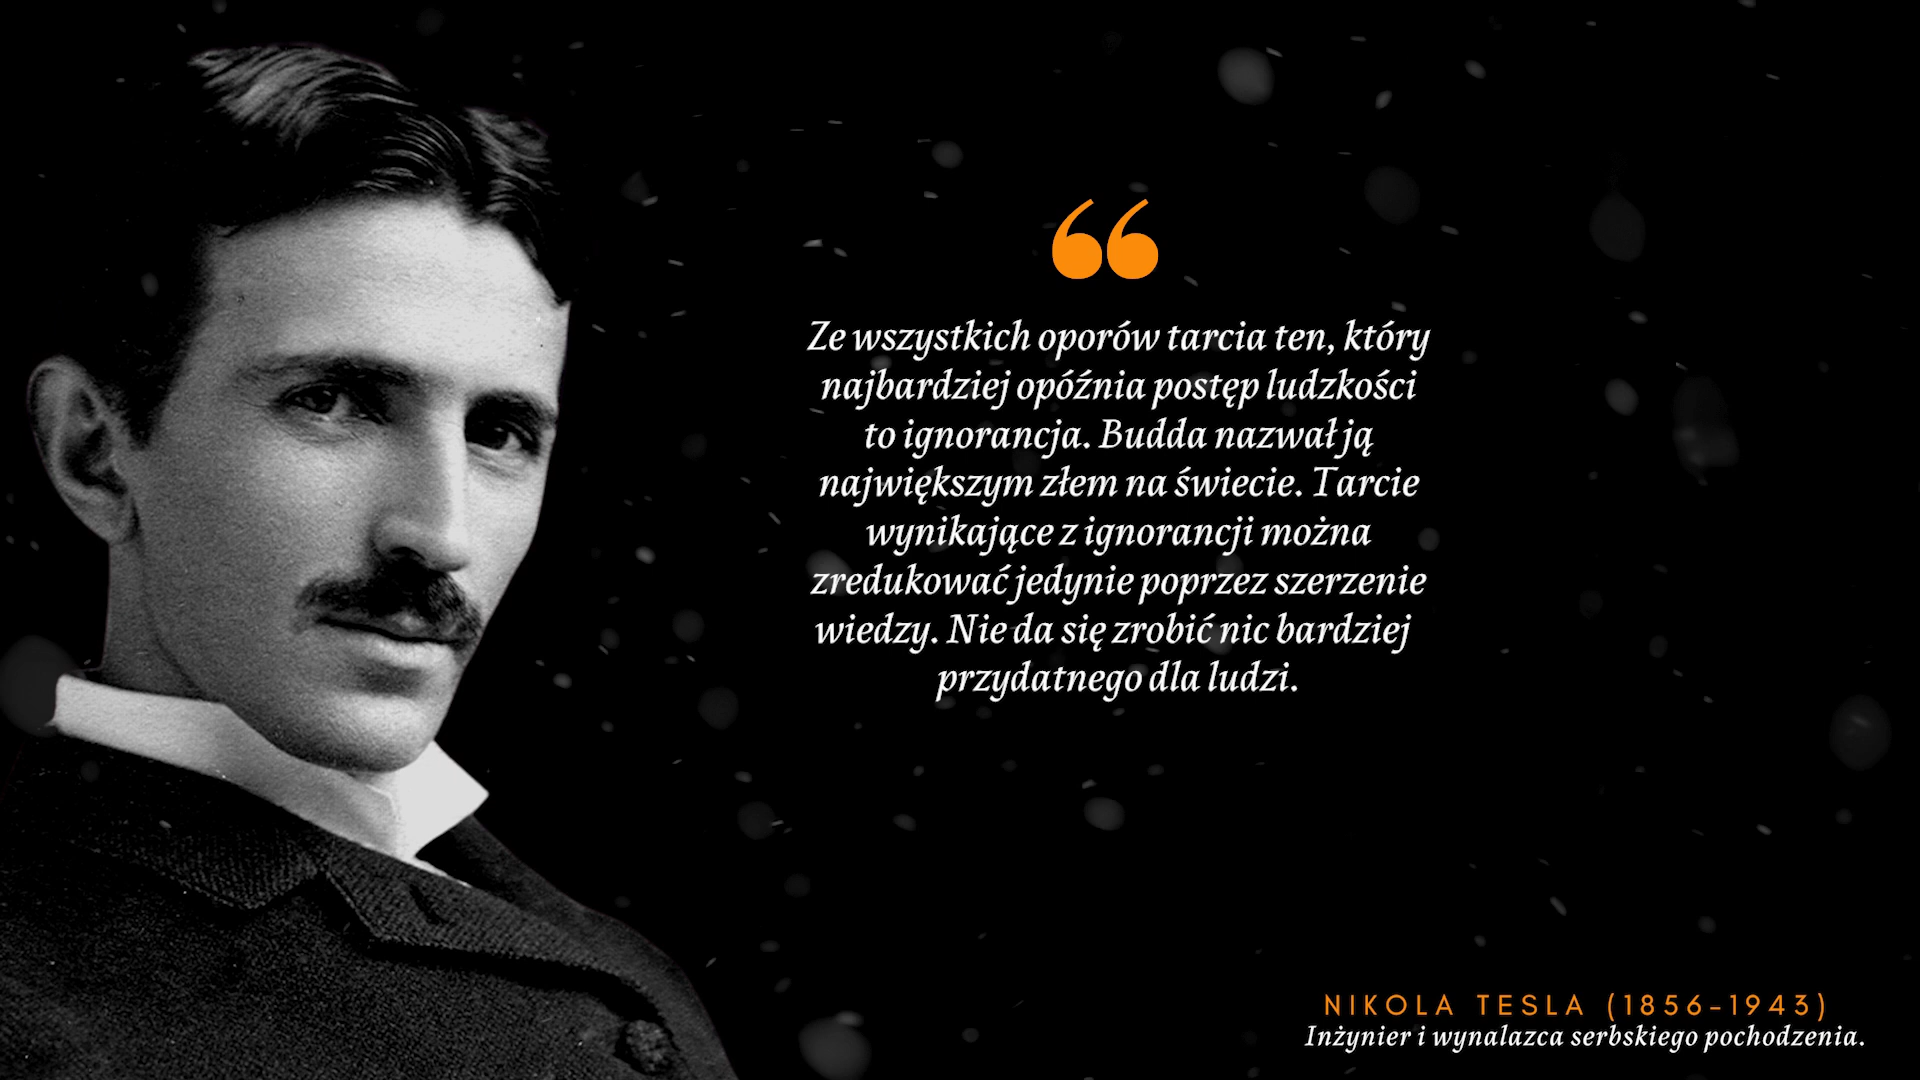 “
Ze wszystkich oporów tarcia ten, który
najbardziej opóźnia postęp ludzkości
to ignorancja. Budda nazwał ją
największym złem na świecie. Tarcie
wynikające z ignorancji można
zredukować jedynie poprzez szerzenie
wiedzy. Nie da się zrobić nic bardziej
przydatnego dla ludzi.
NIKOLA TESLA (1856-1943)
Inżynier i wynalazca serbskiego pochodzenia.